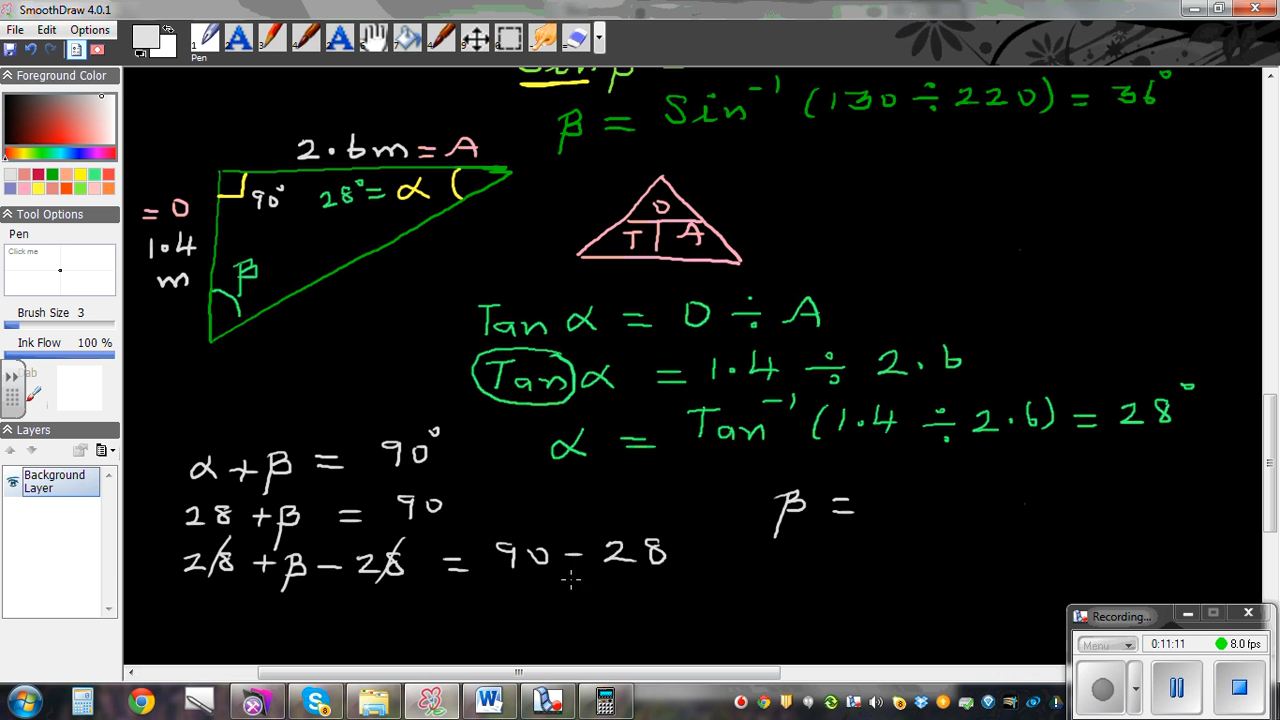 SmoothDraw 4.0.1
File Edit Options
Pen
Foreground Color
Tool Options
Pen
Click me
Brush Size 3
Ink Flow 100 %
Layers
Background Layer
Sin β =
β = Sin⁻¹ (130 ÷ 220) = 36°
2.6m = A
90° 28° = α
= O
1.4
m
β
O
T A
Tan α = O ÷ A
Tan α = 1.4 ÷ 2.6
α = Tan⁻¹ (1.4 ÷ 2.6) = 28°
α + β = 90°
28 + β = 90
β =
28 + β - 28 = 90 - 28
Recording...
Menu 0:11:11 8.0 fps